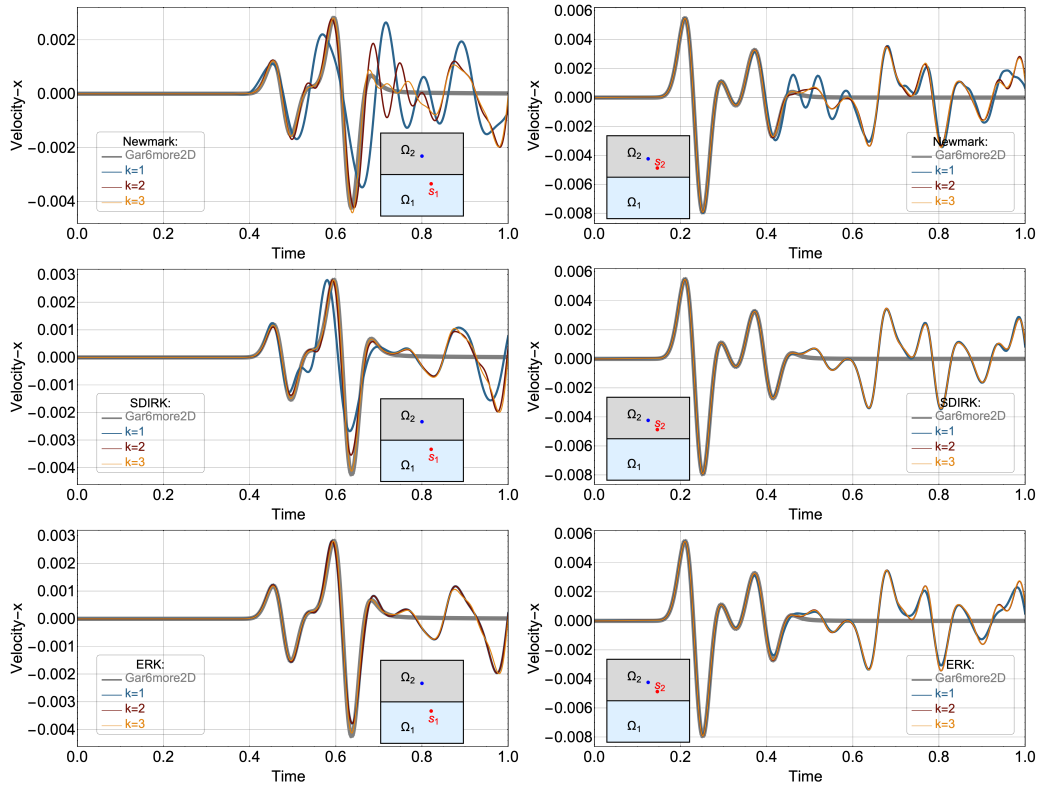 0.002
0.000
−0.002
−0.004
Velocity-x
Newmark:
Gar6more2D
k=1
k=2
k=3
Ω2
Ω1
s1
0.0 0.2 0.4 0.6 0.8 1.0
Time
0.006
0.004
0.002
0.000
−0.002
−0.004
−0.006
−0.008
Velocity-x
Newmark:
Gar6more2D
k=1
k=2
k=3
Ω2
s2
Ω1
0.0 0.2 0.4 0.6 0.8 1.0
Time
0.003
0.002
0.001
0.000
−0.001
−0.002
−0.003
−0.004
Velocity-x
SDIRK:
Gar6more2D
k=1
k=2
k=3
Ω2
Ω1
s1
0.0 0.2 0.4 0.6 0.8 1.0
Time
0.006
0.004
0.002
0.000
−0.002
−0.004
−0.006
−0.008
Velocity-x
SDIRK:
Gar6more2D
k=1
k=2
k=3
Ω2
s2
Ω1
0.0 0.2 0.4 0.6 0.8 1.0
Time
0.003
0.002
0.001
0.000
−0.001
−0.002
−0.003
−0.004
Velocity-x
ERK:
Gar6more2D
k=1
k=2
k=3
Ω2
Ω1
s1
0.0 0.2 0.4 0.6 0.8 1.0
Time
0.006
0.004
0.002
0.000
−0.002
−0.004
−0.006
−0.008
Velocity-x
ERK:
Gar6more2D
k=1
k=2
k=3
Ω2
s2
Ω1
0.0 0.2 0.4 0.6 0.8 1.0
Time